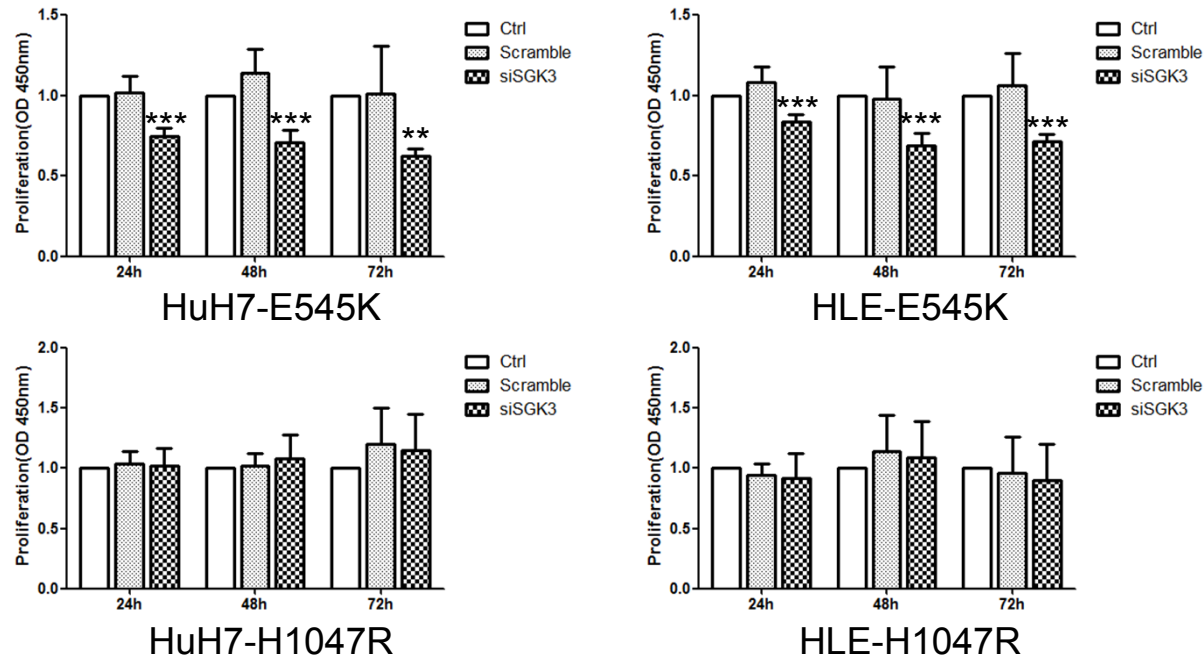 Proliferation(OD 450nm)
1.5
1.0
0.5
0.0
***
***
**
24h
48h
72h
Ctrl
Scramble
siSGK3
HuH7-E545K
Proliferation(OD 450nm)
1.5
1.0
0.5
0.0
***
***
***
24h
48h
72h
Ctrl
Scramble
siSGK3
HLE-E545K
Proliferation(OD 450nm)
2.0
1.5
1.0
0.5
0.0
24h
48h
72h
Ctrl
Scramble
siSGK3
HuH7-H1047R
Proliferation(OD 450nm)
2.0
1.5
1.0
0.5
0.0
24h
48h
72h
Ctrl
Scramble
siSGK3
HLE-H1047R